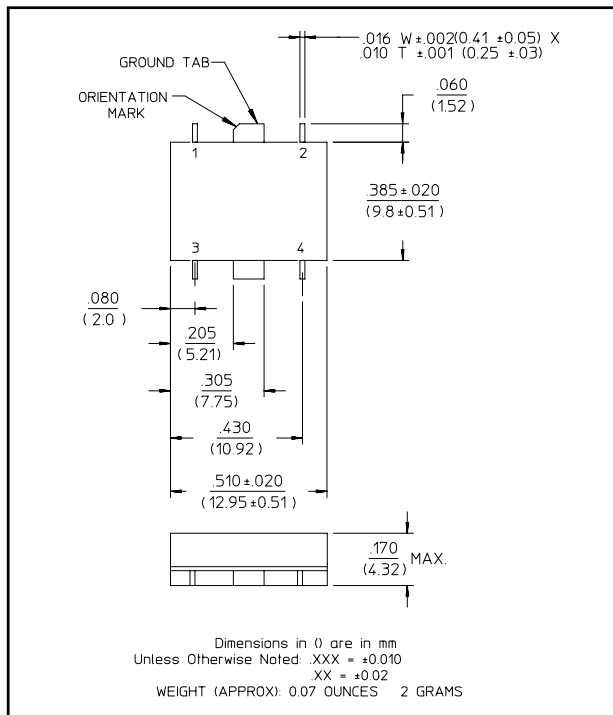 .016 W ±.002(0.41 ±0.05) X
.010 T ±.001 (0.25 ±.03)
GROUND TAB
ORIENTATION
MARK
.060
(1.52)
1
2
.385±.020
(9.8±0.51)
3
4
.080
( 2.0 )
.205
( 5.21)
.305
(7.75)
.430
(10.92 )
.510±.020
(12.95±0.51)
.170
(4.32)
MAX.
Dimensions in () are in mm
Unless Otherwise Noted: .XXX = ±0.010
.XX = ±0.02
WEIGHT (APPROX): 0.07 OUNCES 2 GRAMS